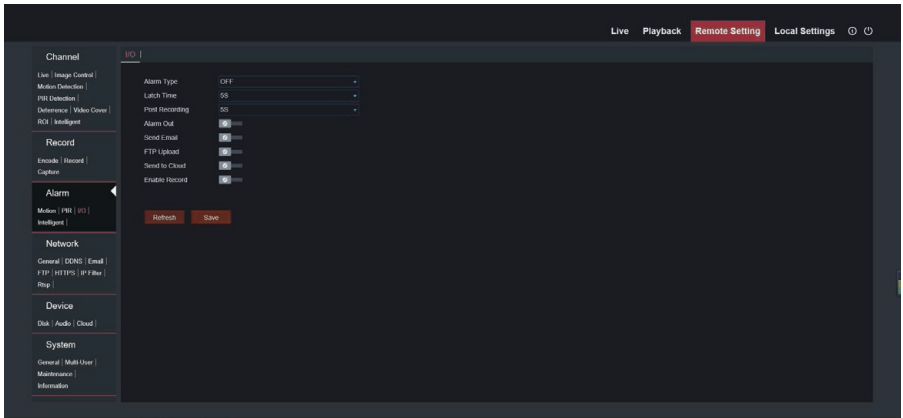 Live Playback Remote Setting Local Settings
Channel
Live | Image Control |
Motion Detection |
PIR Detection |
Deterrence | Video Cover |
ROI | Intelligent
Record
Encode | Record |
Capture
Alarm
Motion | PIR | I/O |
Intelligent |
Network
General | DDNS | Email |
FTP | HTTPS | IP Filter |
Rtsp |
Device
Disk | Audio | Cloud |
System
General | Multi-User |
Maintenance |
Information
I/O |
Alarm Type OFF
Latch Time 5S
Post Recording 5S
Alarm Out
Send Email
FTP Upload
Send to Cloud
Enable Record
Refresh Save